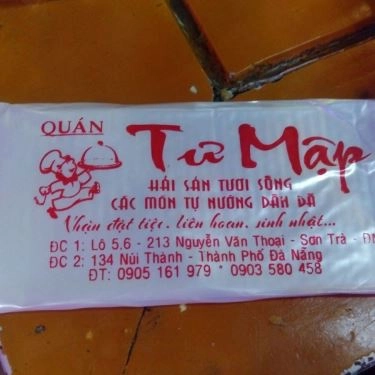 QUÁN
Tư Mập
HẢI SẢN TƯƠI SỐNG
CÁC MÓN TỰ NƯỚNG DÂN DÃ
Nhận đặt tiệc, liên hoan, sinh nhật...
ĐC 1: Lô 5.6 - 213 Nguyễn Văn Thoại - Sơn Trà - ĐN
ĐC 2: 134 Núi Thành - Thành Phố Đà Nẵng
ĐT: 0905 161 979 * 0903 580 458